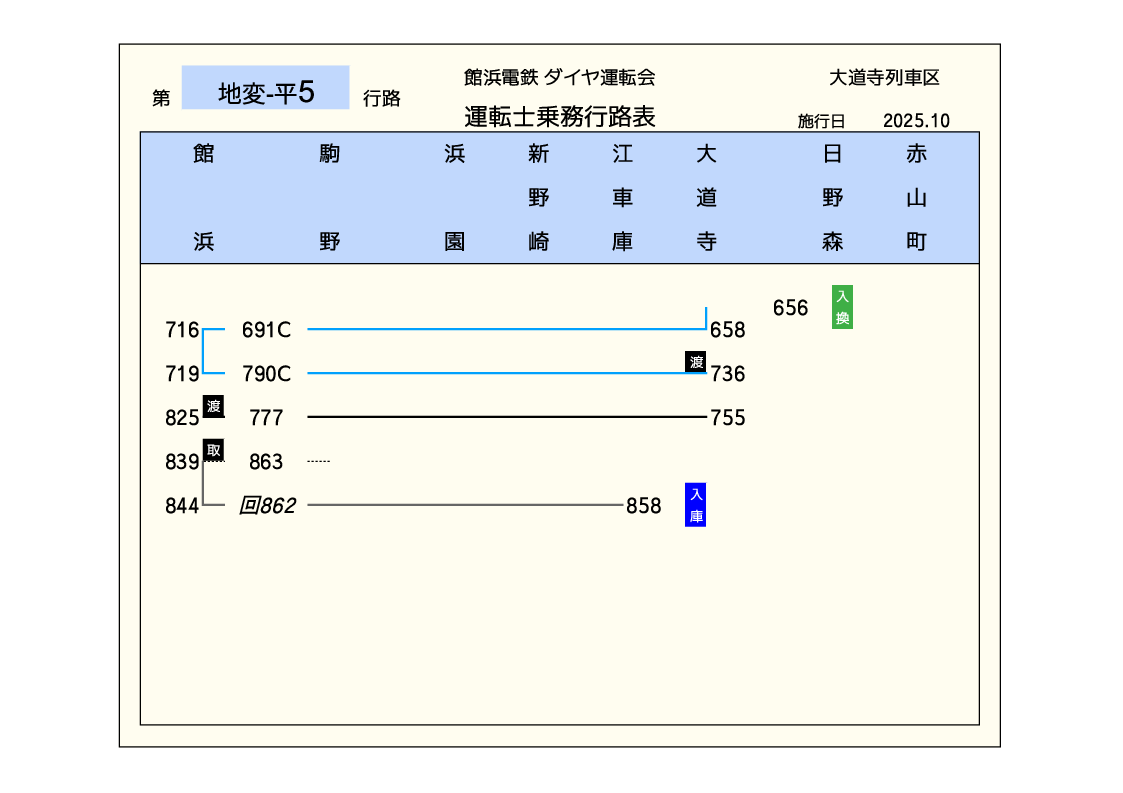 第 地変-平5 行路
館浜電鉄 ダイヤ運転会
運転士乗務行路表
大道寺列車区
施行日 2025.10
館浜 駒野 浜園 新野崎 江車庫 大道寺 日野森 赤山町
656 入換
716 691C 658
719 790C 渡 736
825 渡 777 755
839 取 863
844 回862 858 入庫